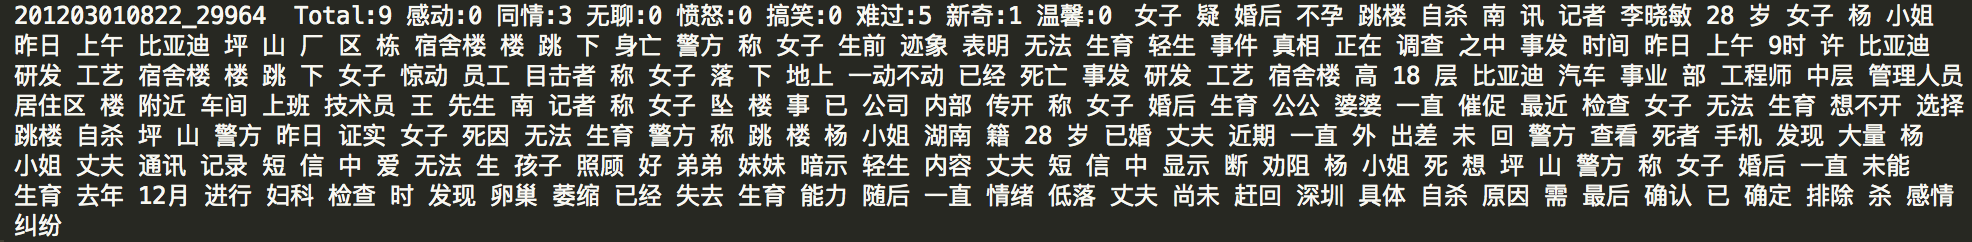 201203010822_29964  Total:9 感动:0 同情:3 无聊:0 愤怒:0 搞笑:0 难过:5 新奇:1 温馨:0  女子 疑 婚后 不孕 跳楼 自杀 南 讯 记者 李晓敏 28 岁 女子 杨 小姐
昨日 上午 比亚迪 坪 山 厂 区 栋 宿舍楼 楼 跳 下 身亡 警方 称 女子 生前 迹象 表明 无法 生育 轻生 事件 真相 正在 调查 之中 事发 时间 昨日 上午 9时 许 比亚迪
研发 工艺 宿舍楼 楼 跳 下 女子 惊动 员工 目击者 称 女子 落 下 地上 一动不动 已经 死亡 事发 研发 工艺 宿舍楼 高 18 层 比亚迪 汽车 事业 部 工程师 中层 管理人员
居住区 楼 附近 车间 上班 技术员 王 先生 南 记者 称 女子 坠 楼 事 已 公司 内部 传开 称 女子 婚后 生育 公公 婆婆 一直 催促 最近 检查 女子 无法 生育 想不开 选择
跳楼 自杀 坪 山 警方 昨日 证实 女子 死因 无法 生育 警方 称 跳 楼 杨 小姐 湖南 籍 28 岁 已婚 丈夫 近期 一直 外 出差 未 回 警方 查看 死者 手机 发现 大量 杨
小姐 丈夫 通讯 记录 短 信 中 爱 无法 生 孩子 照顾 好 弟弟 妹妹 暗示 轻生 内容 丈夫 短 信 中 显示 断 劝阻 杨 小姐 死 想 坪 山 警方 称 女子 婚后 一直 未能
生育 去年 12月 进行 妇科 检查 时 发现 卵巢 萎缩 已经 失去 生育 能力 随后 一直 情绪 低落 丈夫 尚未 赶回 深圳 具体 自杀 原因 需 最后 确认 已 确定 排除 杀 感情
纠纷